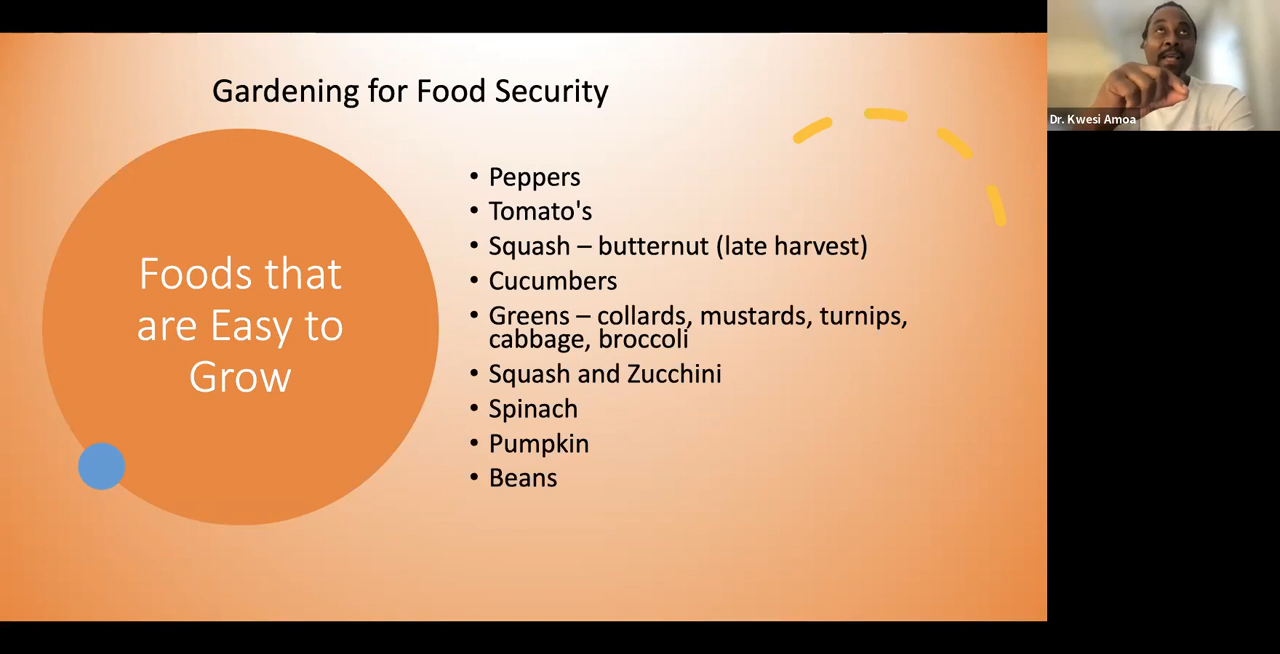 Gardening for Food Security
Foods that
are Easy to
Grow
• Peppers
• Tomato's
• Squash – butternut (late harvest)
• Cucumbers
• Greens – collards, mustards, turnips,
cabbage, broccoli
• Squash and Zucchini
• Spinach
• Pumpkin
• Beans
Dr. Kwesi Amoa